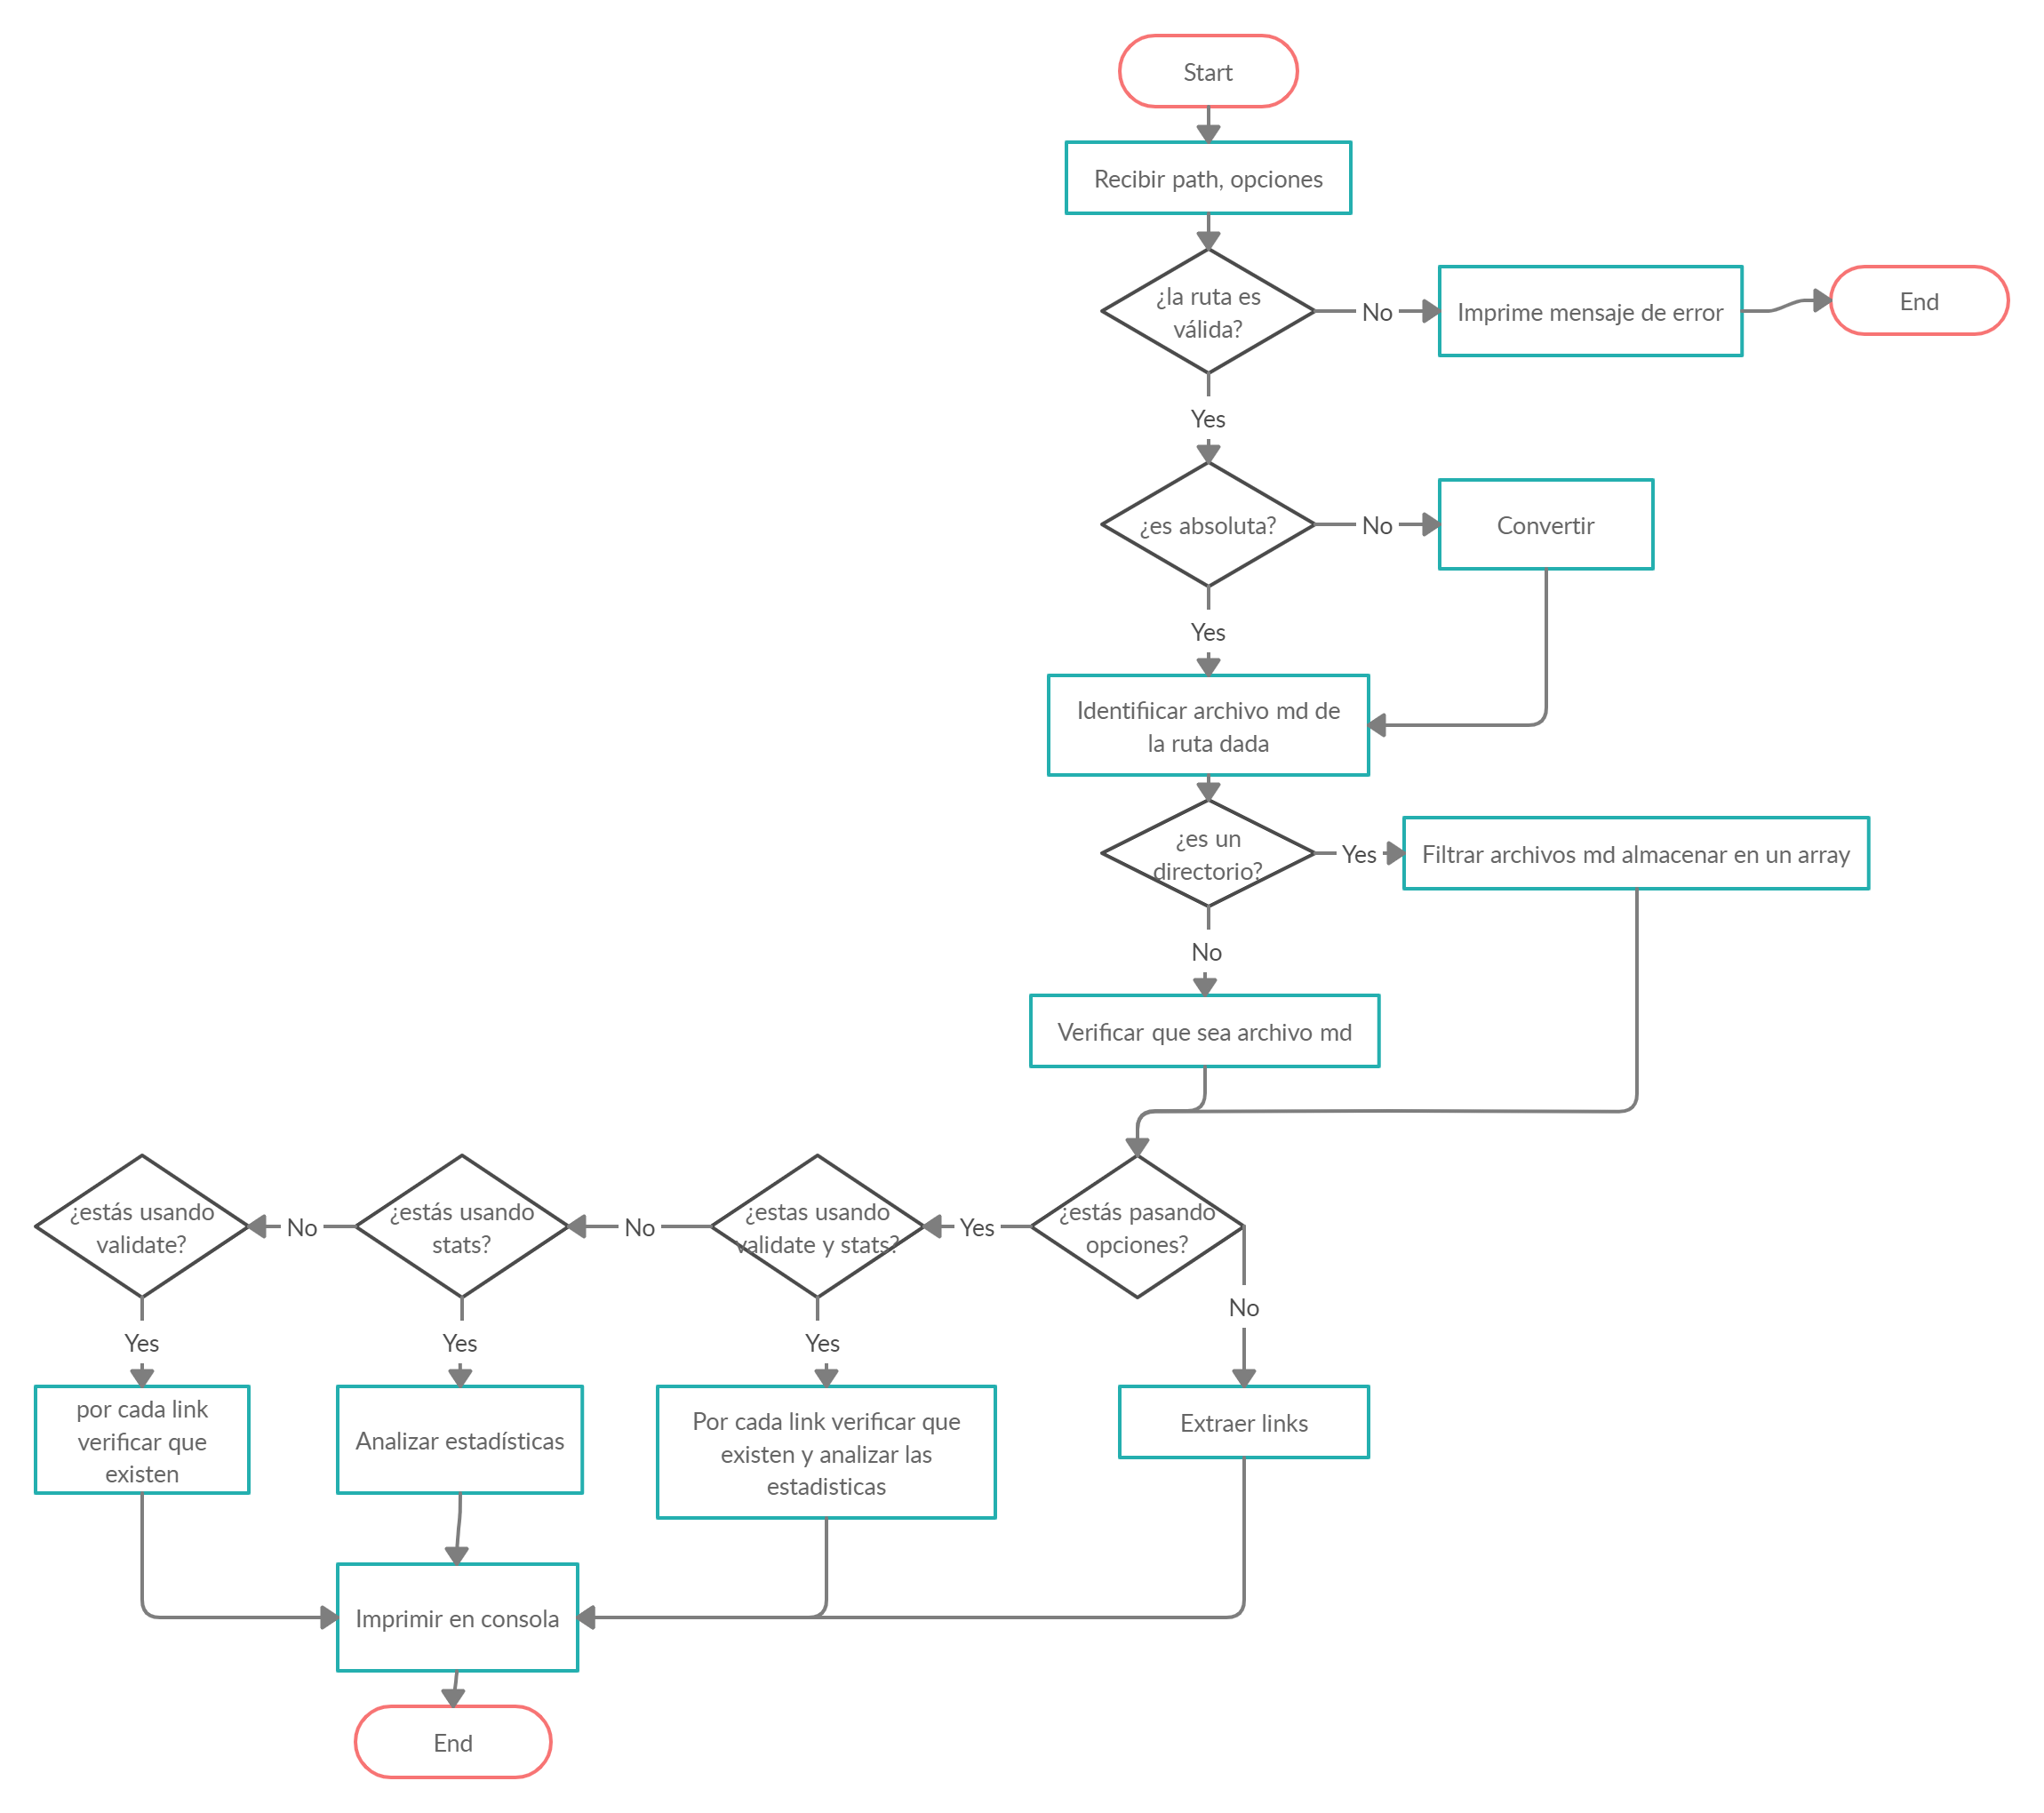 Start
Recibir path, opciones
¿la ruta es
válida?
No
Imprime mensaje de error
End
Yes
¿es absoluta?
No
Convertir
Yes
Identifiicar archivo md de
la ruta dada
¿es un
directorio?
Yes
Filtrar archivos md almacenar en un array
No
Verificar que sea archivo md
¿estás usando
validate?
No
¿estás usando
stats?
No
¿estas usando
validate y stats?
Yes
¿estás pasando
opciones?
No
Yes
Yes
Yes
por cada link
verificar que
existen
Analizar estadísticas
Por cada link verificar que
existen y analizar las
estadisticas
Extraer links
Imprimir en consola
End